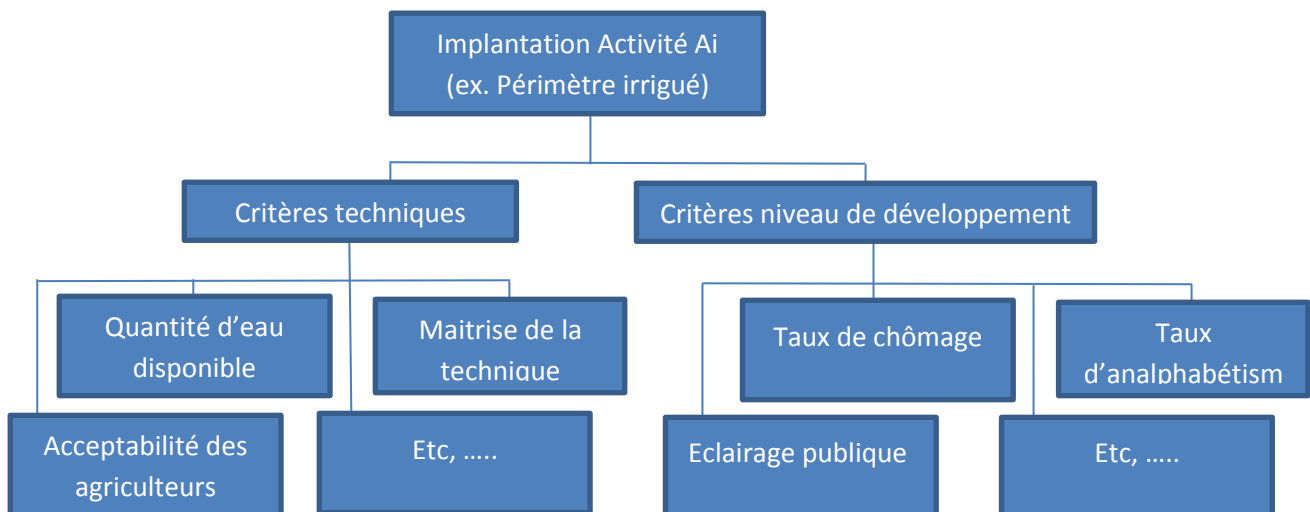 Implantation Activité Ai
(ex. Périmètre irrigué)
Critères techniques
Critères niveau de développement
Quantité d’eau
disponible
Maitrise de la
technique
Taux de chômage
Taux
d’analphabétism
Acceptabilité des
agriculteurs
Etc, …..
Eclairage publique
Etc, …..